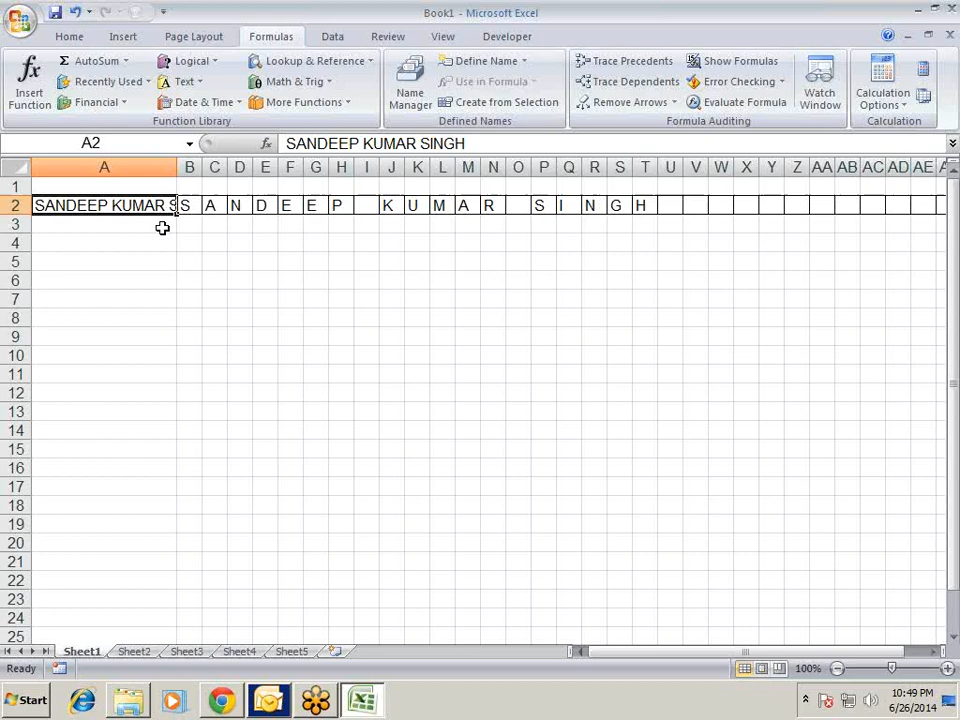 Book1 - Microsoft Excel
Home Insert Page Layout Formulas Data Review View Developer
fx Insert Function
Σ AutoSum
Recently Used
Financial
Logical
Text
Date & Time
Lookup & Reference
Math & Trig
More Functions
Function Library
Name Manager
Define Name
Use in Formula
Create from Selection
Defined Names
Trace Precedents
Trace Dependents
Remove Arrows
Show Formulas
Error Checking
Evaluate Formula
Formula Auditing
Watch Window
Calculation Options
Calculation
A2 fx SANDEEP KUMAR SINGH
A B C D E F G H I J K L M N O P Q R S T U V W X Y Z AA AB AC AD AE
1
2 SANDEEP KUMAR S S A N D E E P K U M A R S I N G H
3
4
5
6
7
8
9
10
11
12
13
14
15
16
17
18
19
20
21
22
23
24
25
Sheet1 Sheet2 Sheet3 Sheet4 Sheet5
Ready 100%
Start 10:49 PM
6/26/2014